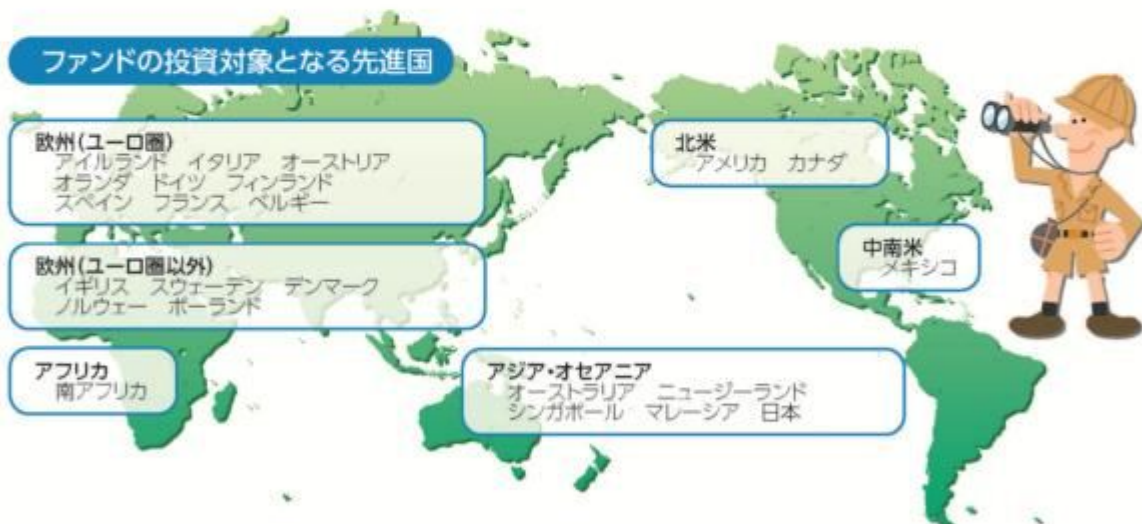 ファンドの投資対象となる先進国
欧州(ユーロ圏)
アイルランド イタリア オーストリア
オランダ ドイツ フィンランド
スペイン フランス ベルギー
欧州(ユーロ圏以外)
イギリス スウェーデン デンマーク
ノルウェー ポーランド
アフリカ
南アフリカ
北米
アメリカ カナダ
中南米
メキシコ
アジア・オセアニア
オーストラリア ニュージーランド
シンガポール マレーシア 日本